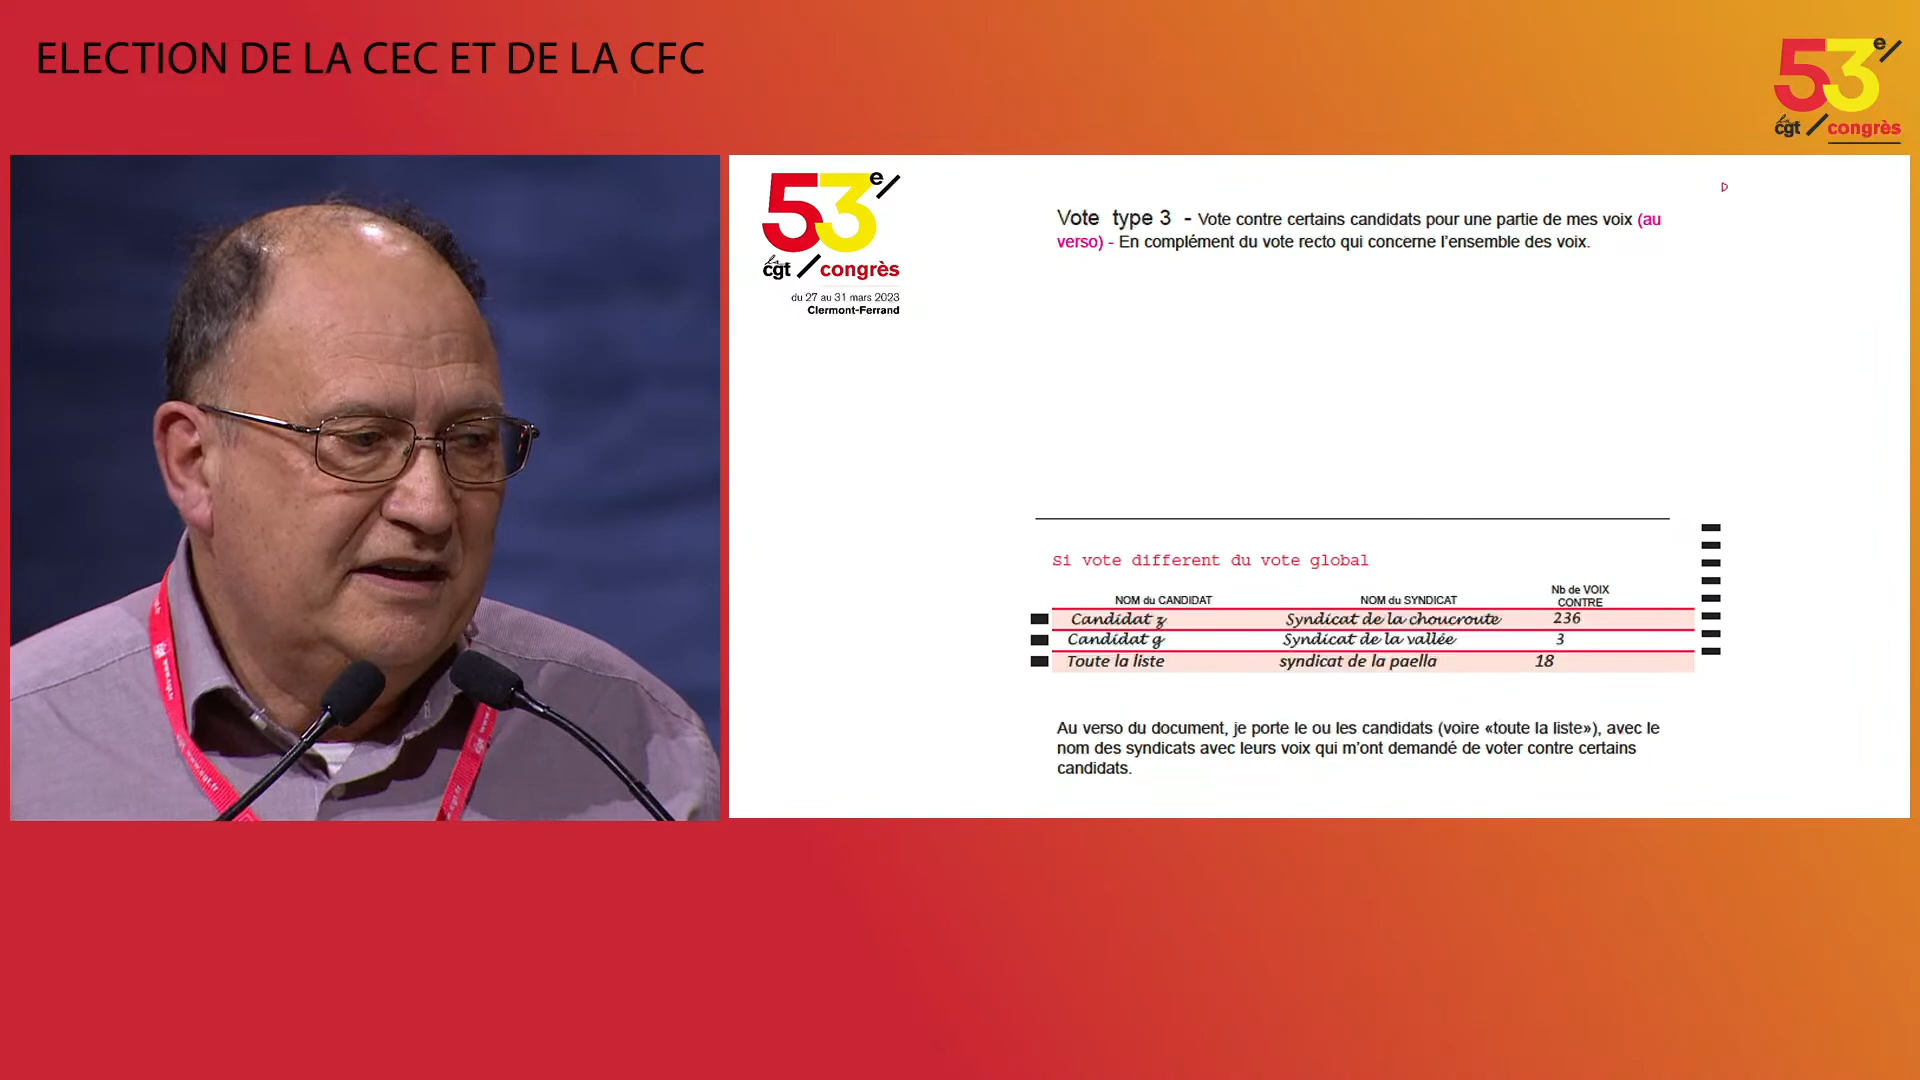 ELECTION DE LA CEC ET DE LA CFC
53e/
la cgt / congrès
53e/
la cgt / congrès
du 27 au 31 mars 2023
Clermont-Ferrand
Vote type 3 - Vote contre certains candidats pour une partie de mes voix (au
verso) - En complément du vote recto qui concerne l'ensemble des voix.
D
Si vote different du vote global
NOM du CANDIDAT NOM du SYNDICAT Nb de VOIX
CONTRE
Candidat z Syndicat de la choucroute 236
Candidat g Syndicat de la vallée 3
Toute la liste syndicat de la paella 18
Au verso du document, je porte le ou les candidats (voire «toute la liste»), avec le
nom des syndicats avec leurs voix qui m'ont demandé de voter contre certains
candidats.
www.cgt.fr